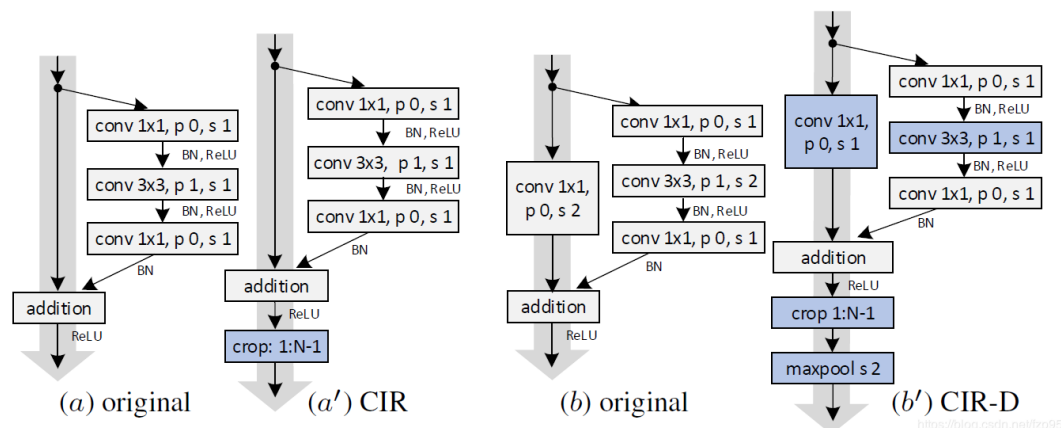 conv 1x1, p 0, s 1
BN, ReLU
conv 3x3, p 1, s 1
BN, ReLU
conv 1x1, p 0, s 1
BN
addition
ReLU
(a) original
conv 1x1, p 0, s 1
BN, ReLU
conv 3x3, p 1, s 1
BN, ReLU
conv 1x1, p 0, s 1
BN
addition
ReLU
crop: 1:N-1
(a′) CIR
conv 1x1, p 0, s 1
BN, ReLU
conv 1x1,
p 0, s 2
conv 3x3, p 1, s 2
BN, ReLU
conv 1x1, p 0, s 1
BN
addition
ReLU
(b) original
conv 1x1, p 0, s 1
BN, ReLU
conv 1x1,
p 0, s 1
conv 3x3, p 1, s 1
BN, ReLU
conv 1x1, p 0, s 1
BN
addition
ReLU
crop 1:N-1
maxpool s 2
(b′) CIR-D